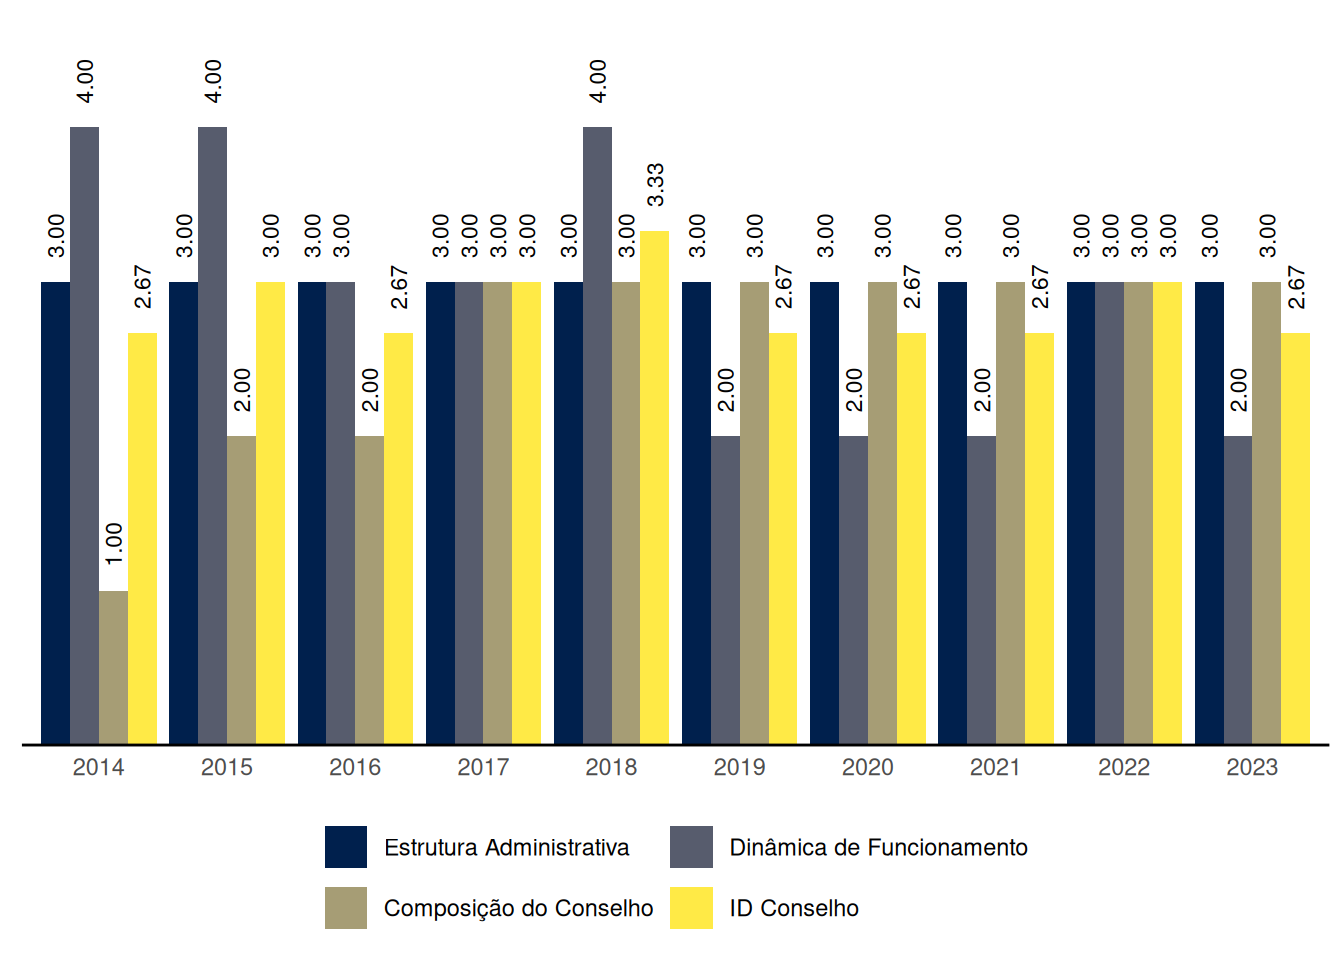 4.00 4.00 4.00
3.33
3.00 3.00 3.00 3.00 3.00 3.00 3.00 3.00 3.00 3.00 3.00 3.00 3.00 3.00 3.00 3.00 3.00 3.00 3.00 3.00 3.00 3.00 3.00
2.67 2.67 2.67 2.67 2.67 2.67
2.00 2.00 2.00 2.00 2.00 2.00
1.00
2014 2015 2016 2017 2018 2019 2020 2021 2022 2023
Estrutura Administrativa Dinâmica de Funcionamento
Composição do Conselho ID Conselho